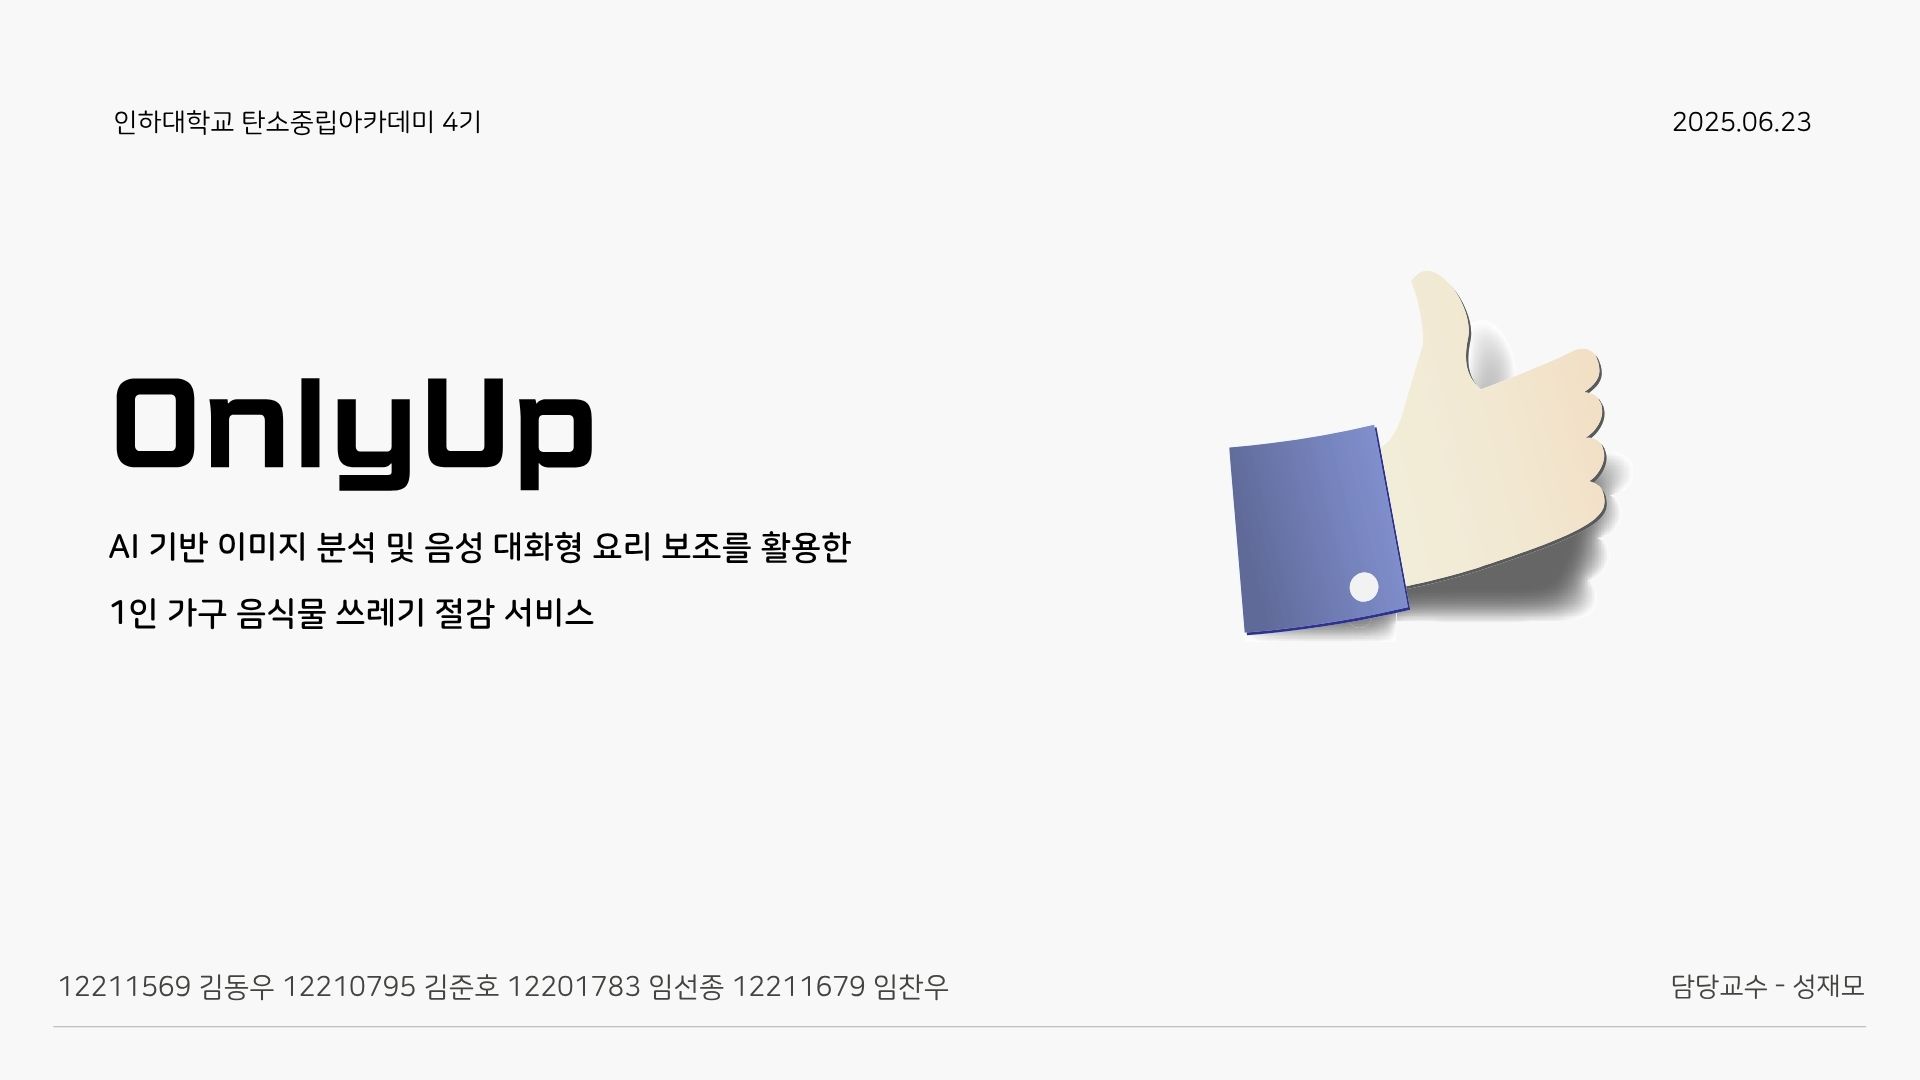 인하대학교 탄소중립아카데미 4기
2025.06.23
OnlyUp
AI 기반 이미지 분석 및 음성 대화형 요리 보조를 활용한
1인 가구 음식물 쓰레기 절감 서비스
12211569 김동우 12210795 김준호 12201783 임선종 12211679 임찬우
담당교수 - 성재모